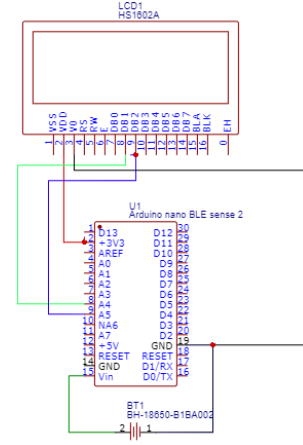 LCD1
HS1602A
VSS VDD V0 RS RW E DB0 DB1 DB2 DB3 DB4 DB5 DB6 DB7 BLA BLK EH
1 2 3 4 5 6 7 8 9 10 11 12 13 14 15 16 0
U1
Arduino nano BLE sense 2
1 D13 D12 30
2 +3V3 D11 29
3 AREF D10 28
4 A0 D9 27
5 A1 D8 26
6 A2 D7 25
7 A3 D6 24
8 A4 D5 23
9 A5 D4 22
10 NA6 D3 21
11 A7 D2 20
12 +5V GND 19
13 RESET RESET 18
14 GND D1/RX 17
15 Vin D0/TX 16
BT1
2 1
BH-18650-B1BA002